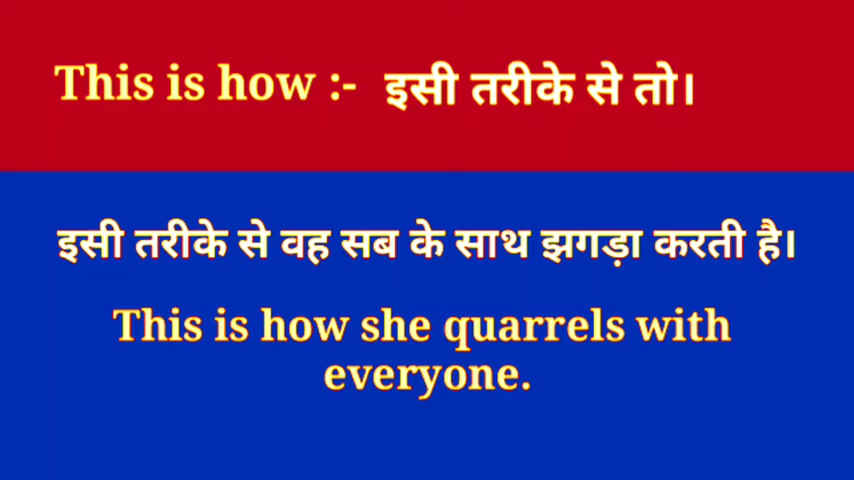 This is how :- इसी तरीके से तो।
इसी तरीके से वह सब के साथ झगड़ा करती है।
This is how she quarrels with
everyone.